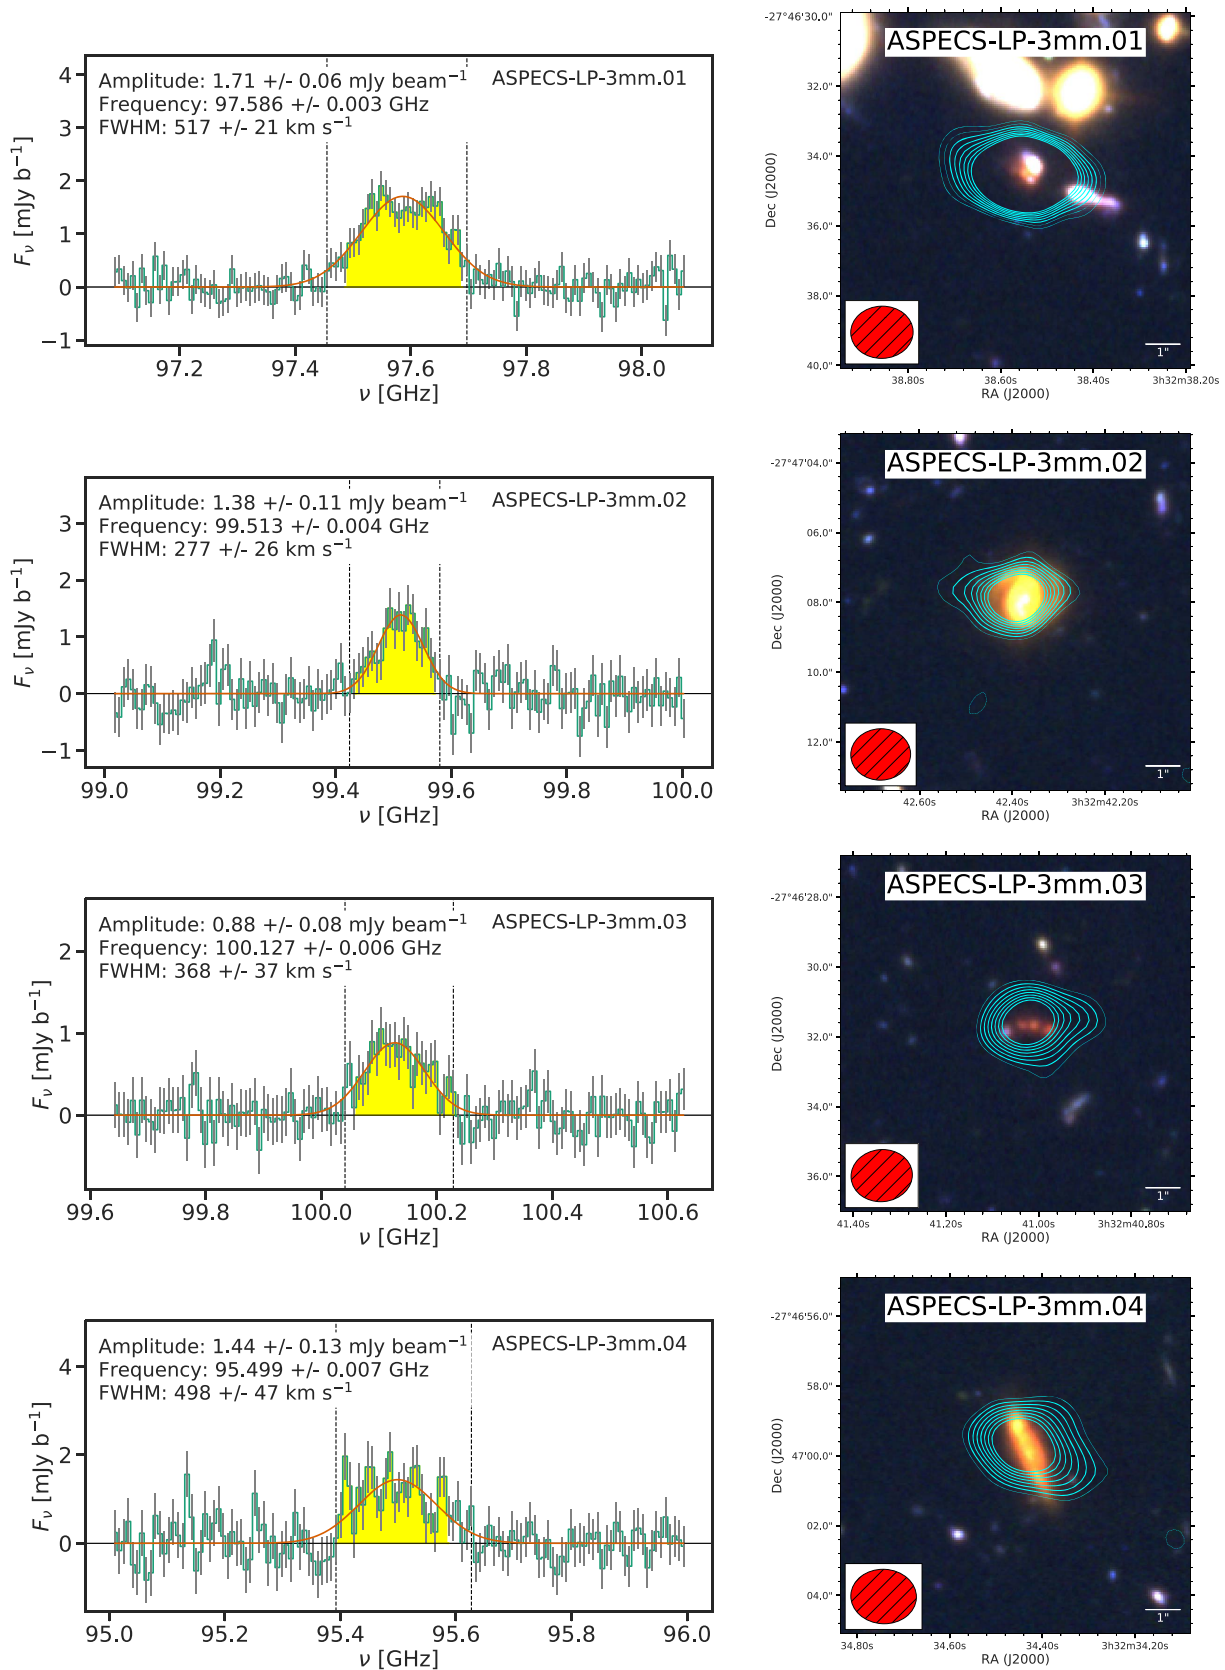 Amplitude: 1.71 +/- 0.06 mJy beam⁻¹
Frequency: 97.586 +/- 0.003 GHz
FWHM: 517 +/- 21 km s⁻¹
ASPECS-LP-3mm.01
4
3
2
1
0
−1
Fν [mJy b⁻¹]
97.2 97.4 97.6 97.8 98.0
ν [GHz]
ASPECS-LP-3mm.01
-27°46'30.0"
32.0"
34.0"
36.0"
38.0"
40.0"
Dec (J2000)
1"
38.80s 38.60s 38.40s 3h32m38.20s
RA (J2000)
Amplitude: 1.38 +/- 0.11 mJy beam⁻¹
Frequency: 99.513 +/- 0.004 GHz
FWHM: 277 +/- 26 km s⁻¹
ASPECS-LP-3mm.02
3
2
1
0
−1
Fν [mJy b⁻¹]
99.0 99.2 99.4 99.6 99.8 100.0
ν [GHz]
ASPECS-LP-3mm.02
-27°47'04.0"
06.0"
08.0"
10.0"
12.0"
Dec (J2000)
1"
42.60s 42.40s 3h32m42.20s
RA (J2000)
Amplitude: 0.88 +/- 0.08 mJy beam⁻¹
Frequency: 100.127 +/- 0.006 GHz
FWHM: 368 +/- 37 km s⁻¹
ASPECS-LP-3mm.03
2
1
0
Fν [mJy b⁻¹]
99.6 99.8 100.0 100.2 100.4 100.6
ν [GHz]
ASPECS-LP-3mm.03
-27°46'28.0"
30.0"
32.0"
34.0"
36.0"
Dec (J2000)
1"
41.40s 41.20s 41.00s 3h32m40.80s
RA (J2000)
Amplitude: 1.44 +/- 0.13 mJy beam⁻¹
Frequency: 95.499 +/- 0.007 GHz
FWHM: 498 +/- 47 km s⁻¹
ASPECS-LP-3mm.04
4
2
0
Fν [mJy b⁻¹]
95.0 95.2 95.4 95.6 95.8 96.0
ν [GHz]
ASPECS-LP-3mm.04
-27°46'56.0"
58.0"
47'00.0"
02.0"
04.0"
Dec (J2000)
1"
34.80s 34.60s 34.40s 3h32m34.20s
RA (J2000)